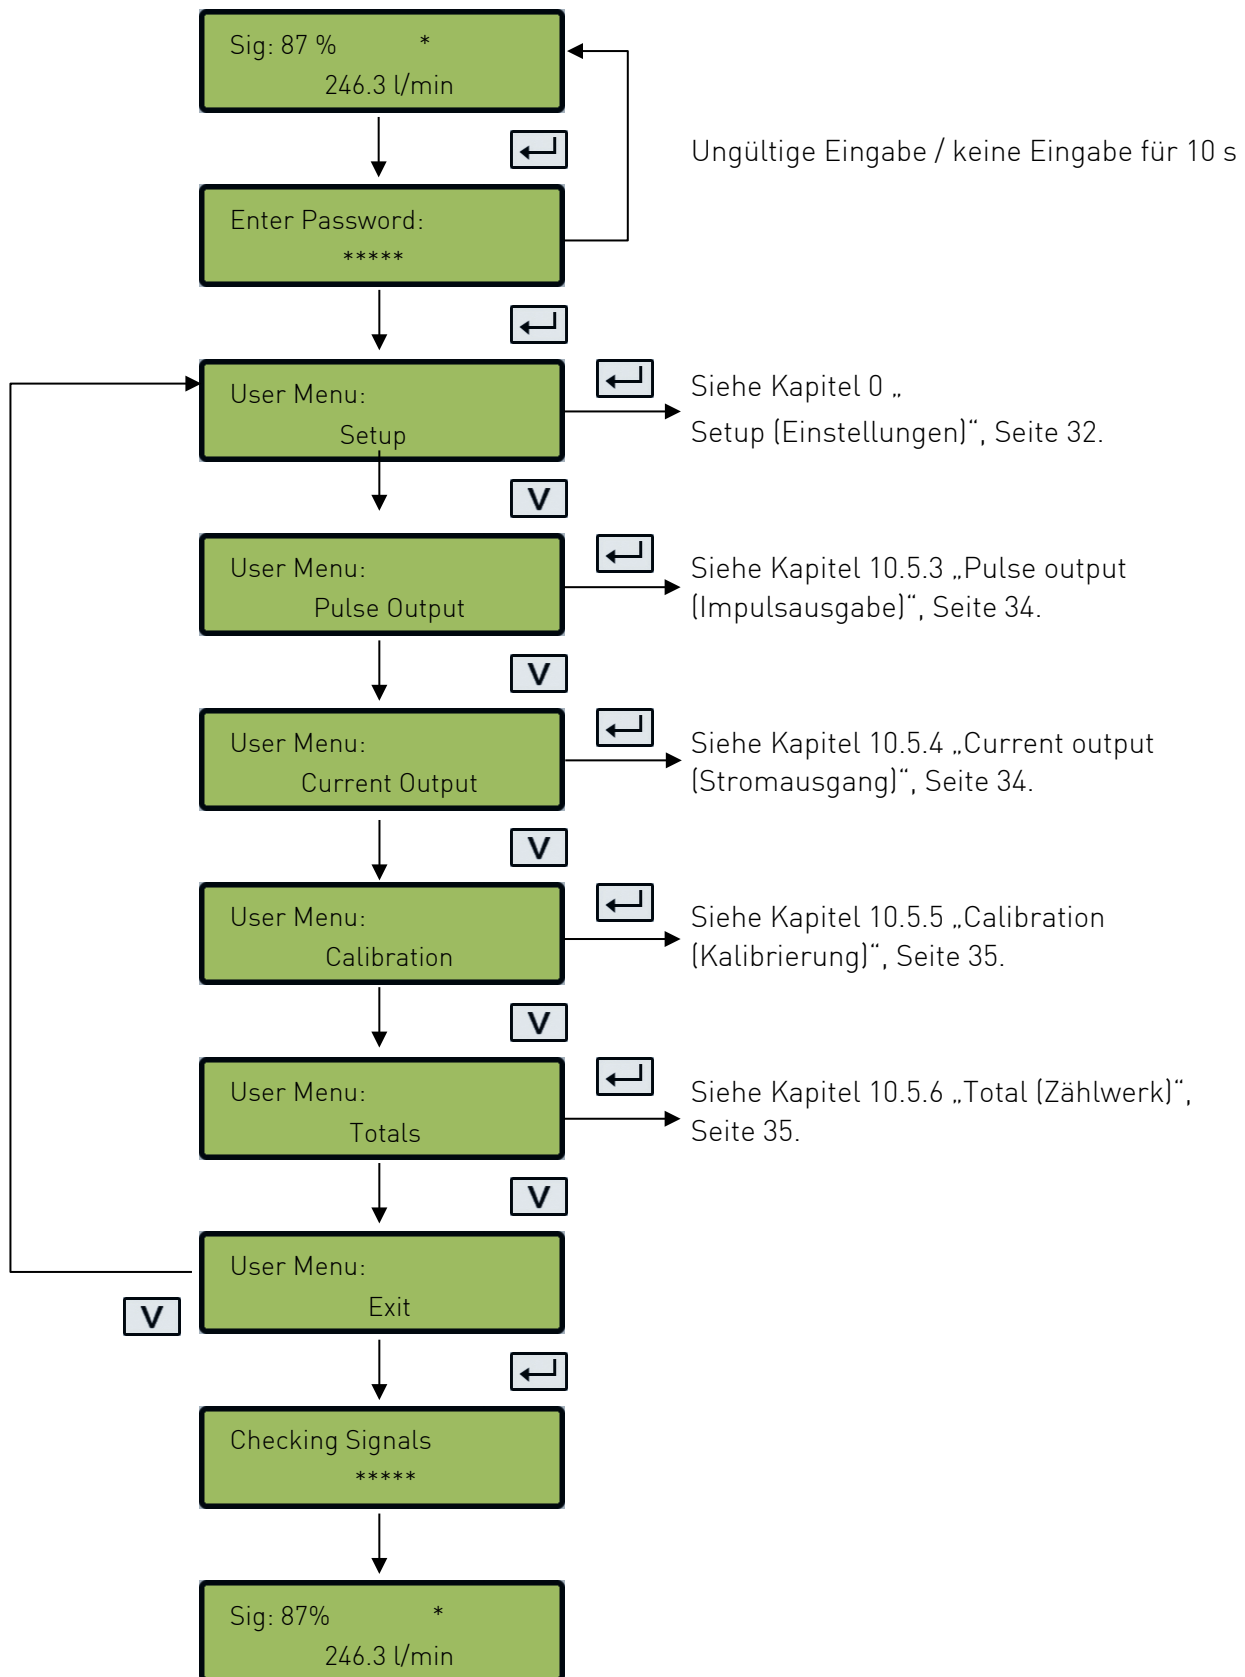 Sig: 87 % *
246.3 l/min
Ungültige Eingabe / keine Eingabe für 10 s
Enter Password:
*****
User Menu:
Setup
Siehe Kapitel 0 „
Setup (Einstellungen)“, Seite 32.
V
User Menu:
Pulse Output
Siehe Kapitel 10.5.3 „Pulse output
(Impulsausgabe)“, Seite 34.
V
User Menu:
Current Output
Siehe Kapitel 10.5.4 „Current output
(Stromausgang)“, Seite 34.
V
User Menu:
Calibration
Siehe Kapitel 10.5.5 „Calibration
(Kalibrierung)“, Seite 35.
V
User Menu:
Totals
Siehe Kapitel 10.5.6 „Total (Zählwerk)“,
Seite 35.
V
User Menu:
Exit
V
Checking Signals
*****
Sig: 87% *
246.3 l/min